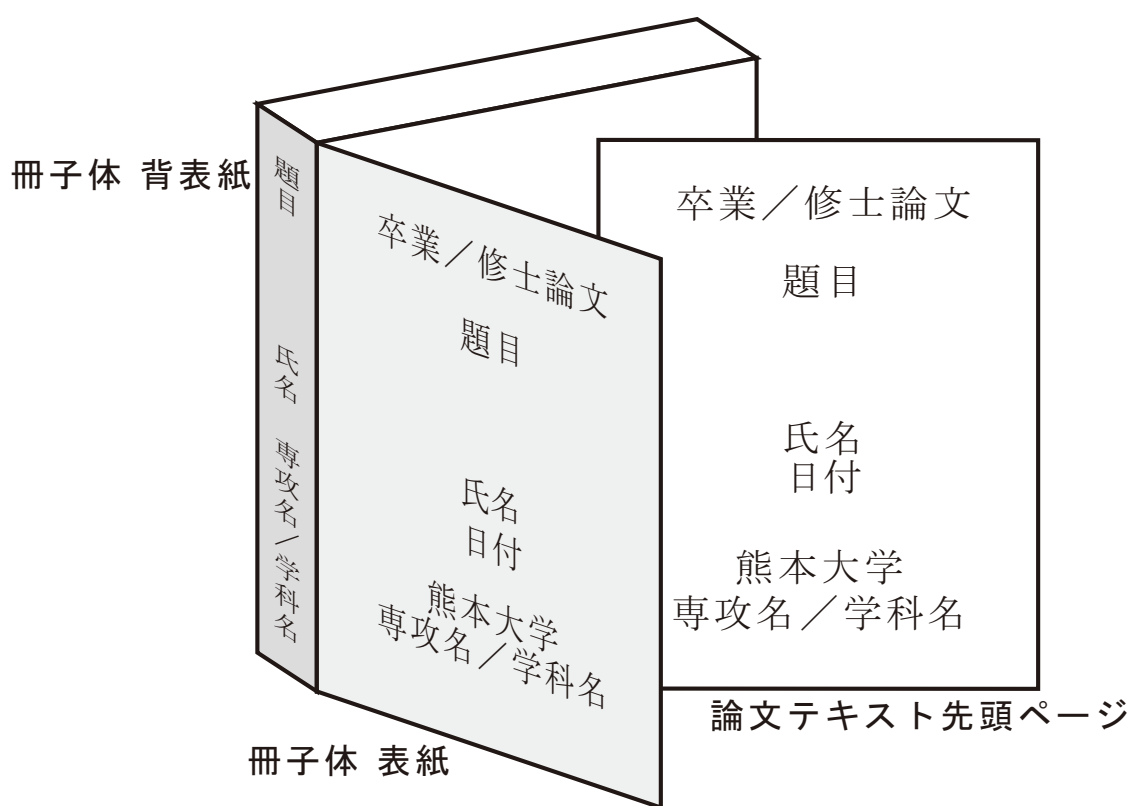 冊子体 背表紙
題目
氏名
専攻名／学科名
卒業／修士論文
題目
氏名
日付
熊本大学
専攻名／学科名
冊子体 表紙
卒業／修士論文
題目
氏名
日付
熊本大学
専攻名／学科名
論文テキスト先頭ページ